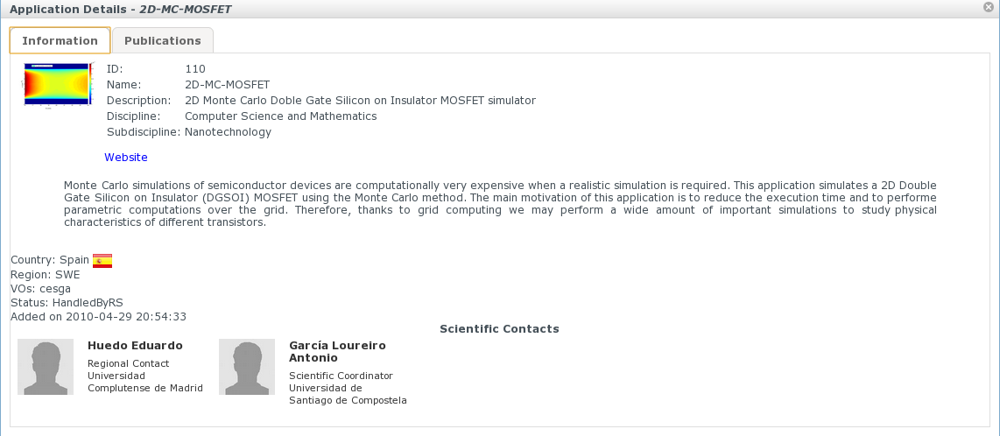 Application Details - 2D-MC-MOSFET
Information
Publications
ID: 110
Name: 2D-MC-MOSFET
Description: 2D Monte Carlo Doble Gate Silicon on Insulator MOSFET simulator
Discipline: Computer Science and Mathematics
Subdiscipline: Nanotechnology
Website
Monte Carlo simulations of semiconductor devices are computationally very expensive when a realistic simulation is required. This application simulates a 2D Double
Gate Silicon on Insulator (DGSOI) MOSFET using the Monte Carlo method. The main motivation of this application is to reduce the execution time and to performe
parametric computations over the grid. Therefore, thanks to grid computing we may perform a wide amount of important simulations to study physical
characteristics of different transistors.
Country: Spain
Region: SWE
VOs: cesga
Status: HandledByRS
Added on 2010-04-29 20:54:33
Scientific Contacts
Huedo Eduardo
Regional Contact
Universidad
Complutense de Madrid
García Loureiro
Antonio
Scientific Coordinator
Universidad de
Santiago de Compostela